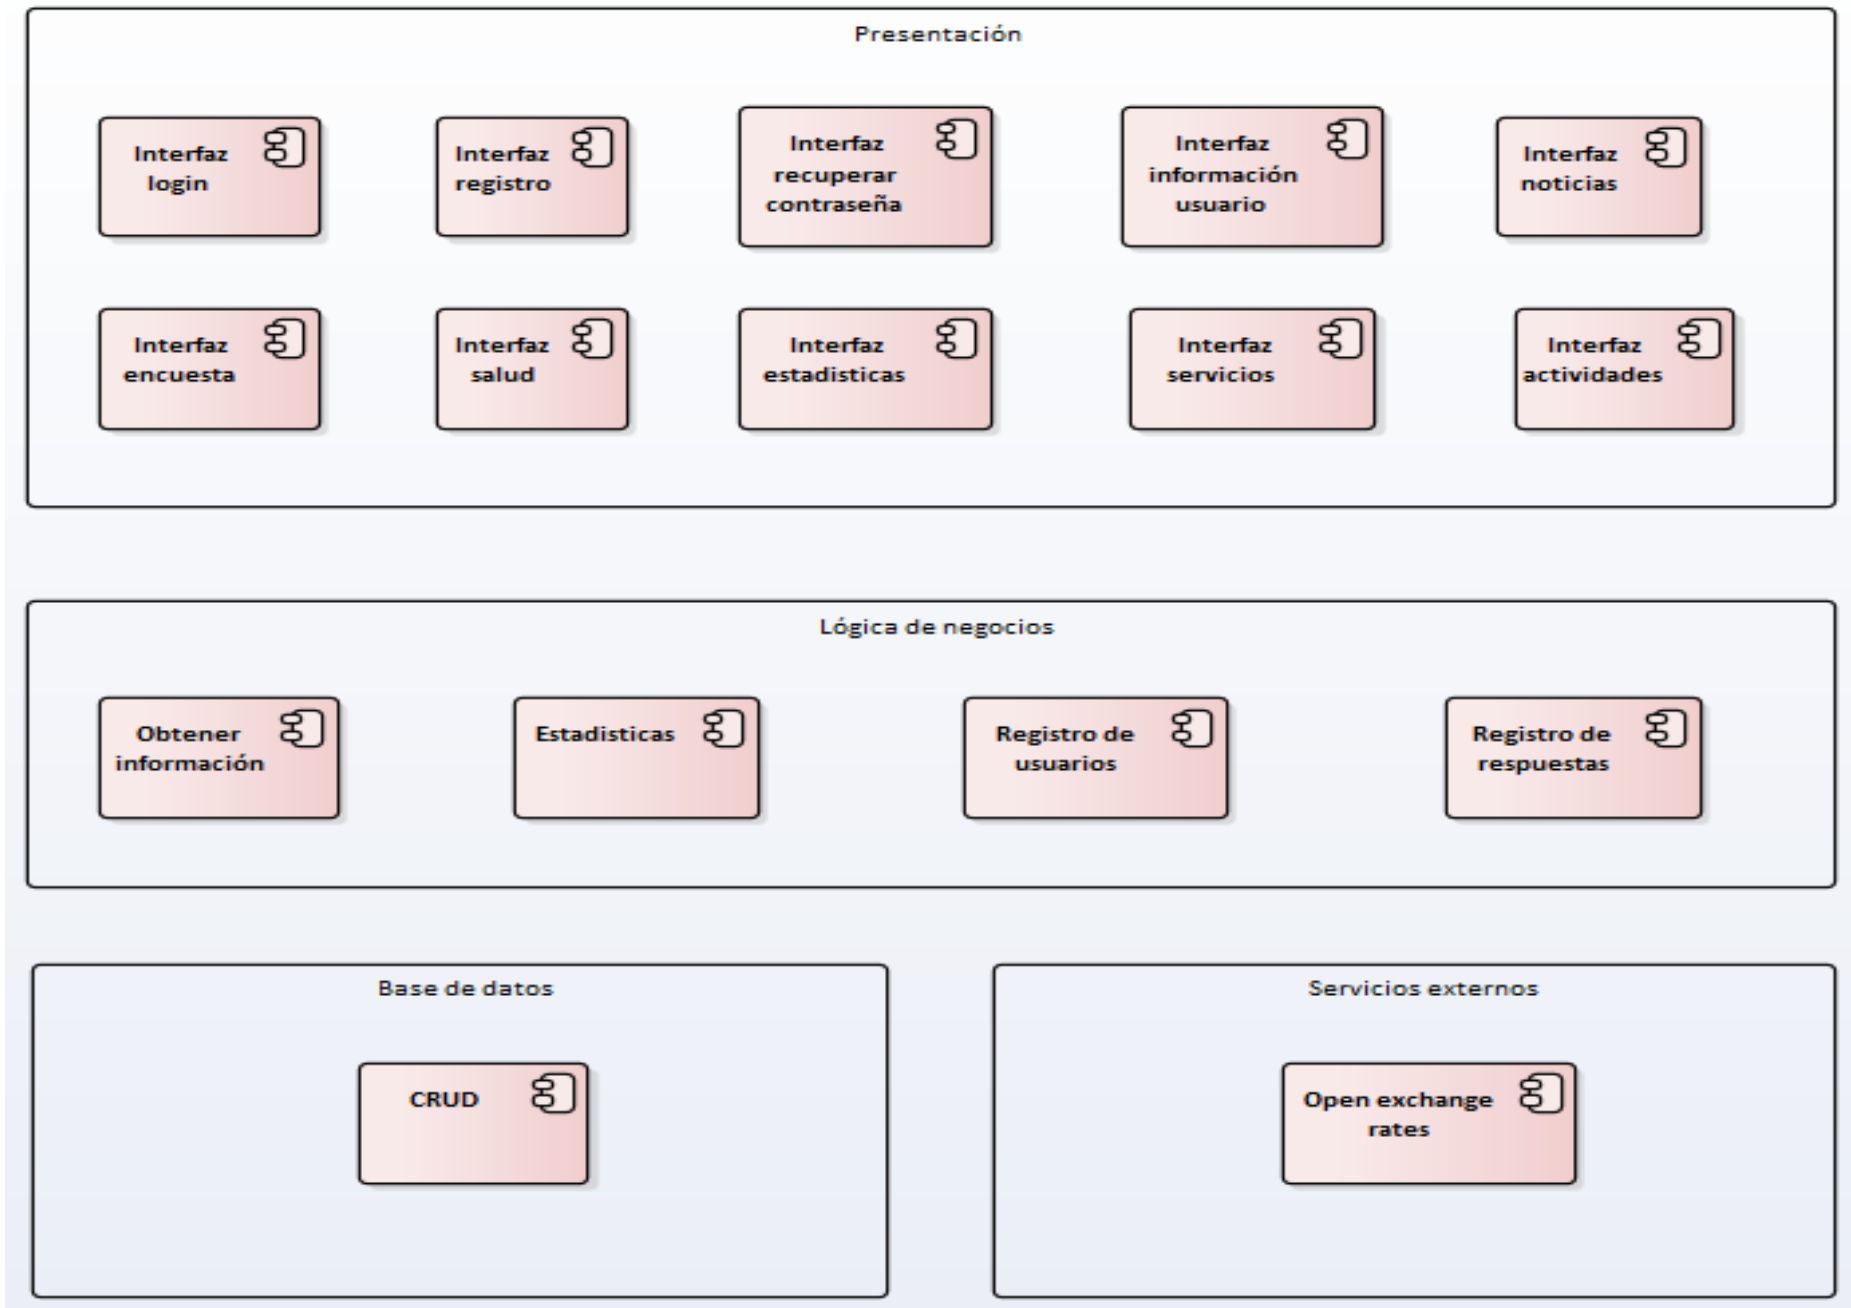 Presentación
Interfaz
login
Interfaz
registro
Interfaz
recuperar
contraseña
Interfaz
información
usuario
Interfaz
noticias
Interfaz
encuesta
Interfaz
salud
Interfaz
estadisticas
Interfaz
servicios
Interfaz
actividades
Lógica de negocios
Obtener
información
Estadisticas
Registro de
usuarios
Registro de
respuestas
Base de datos
CRUD
Servicios externos
Open exchange
rates